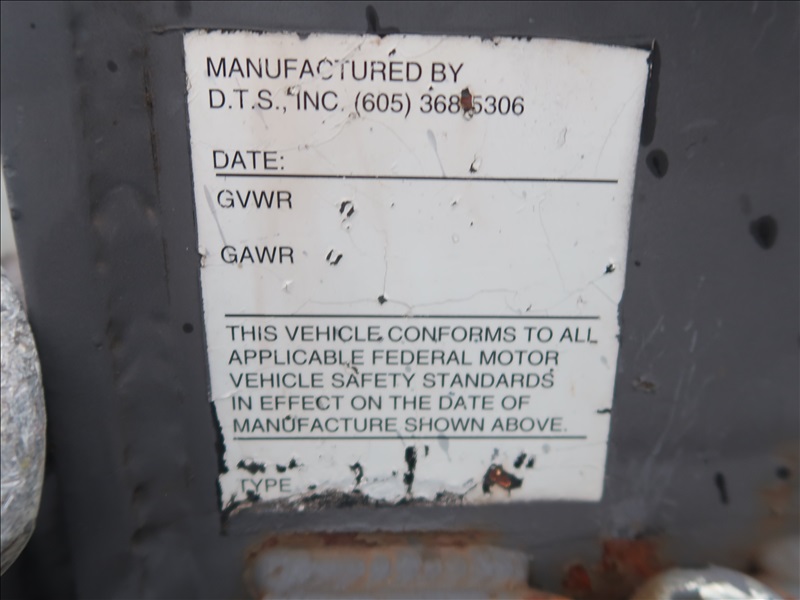 MANUFACTURED BY
D.T.S., INC. (605) 368-5306
DATE:
GVWR
GAWR
THIS VEHICLE CONFORMS TO ALL
APPLICABLE FEDERAL MOTOR
VEHICLE SAFETY STANDARDS
IN EFFECT ON THE DATE OF
MANUFACTURE SHOWN ABOVE.
TYPE